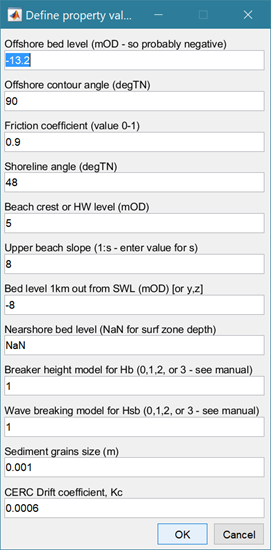 Define property val...
Offshore bed level (mOD - so probably negative)
-13.2
Offshore contour angle (degTN)
90
Friction coefficient (value 0-1)
0.9
Shoreline angle (degTN)
48
Beach crest or HW level (mOD)
5
Upper beach slope (1:s - enter value for s)
8
Bed level 1km out from SWL (mOD) [or y,z]
-8
Nearshore bed level (NaN for surf zone depth)
NaN
Breaker height model for Hb (0,1,2, or 3 - see manual)
1
Wave breaking model for Hsb (0,1,2, or 3 - see manual)
1
Sediment grains size (m)
0.001
CERC Drift coefficient, Kc
0.0006
OK Cancel